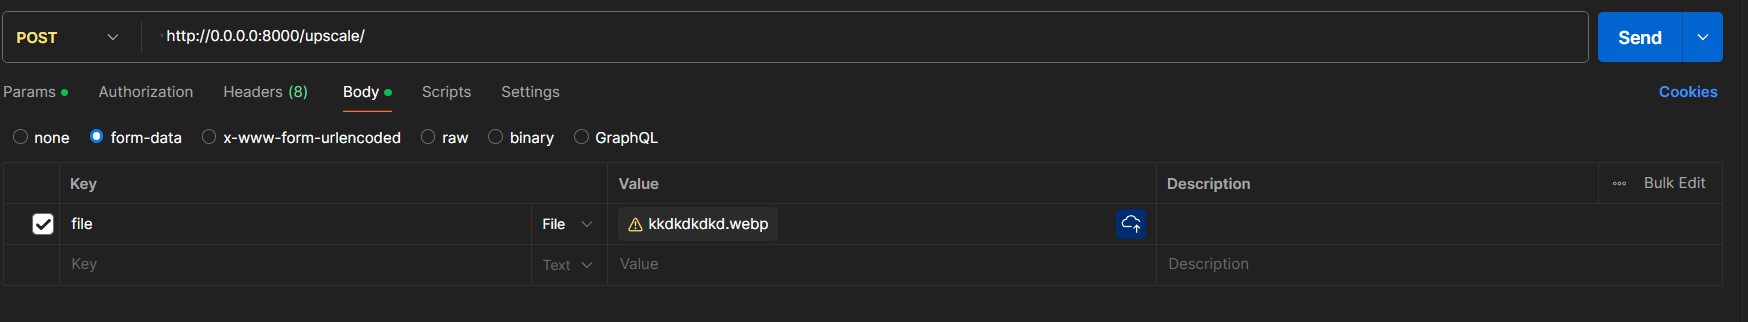 POST http://0.0.0.0:8000/upscale/ Send
Params Authorization Headers (8) Body Scripts Settings Cookies
none form-data x-www-form-urlencoded raw binary GraphQL
Key Value Description Bulk Edit
file File kkdkdkdkd.webp
Key Text Value Description